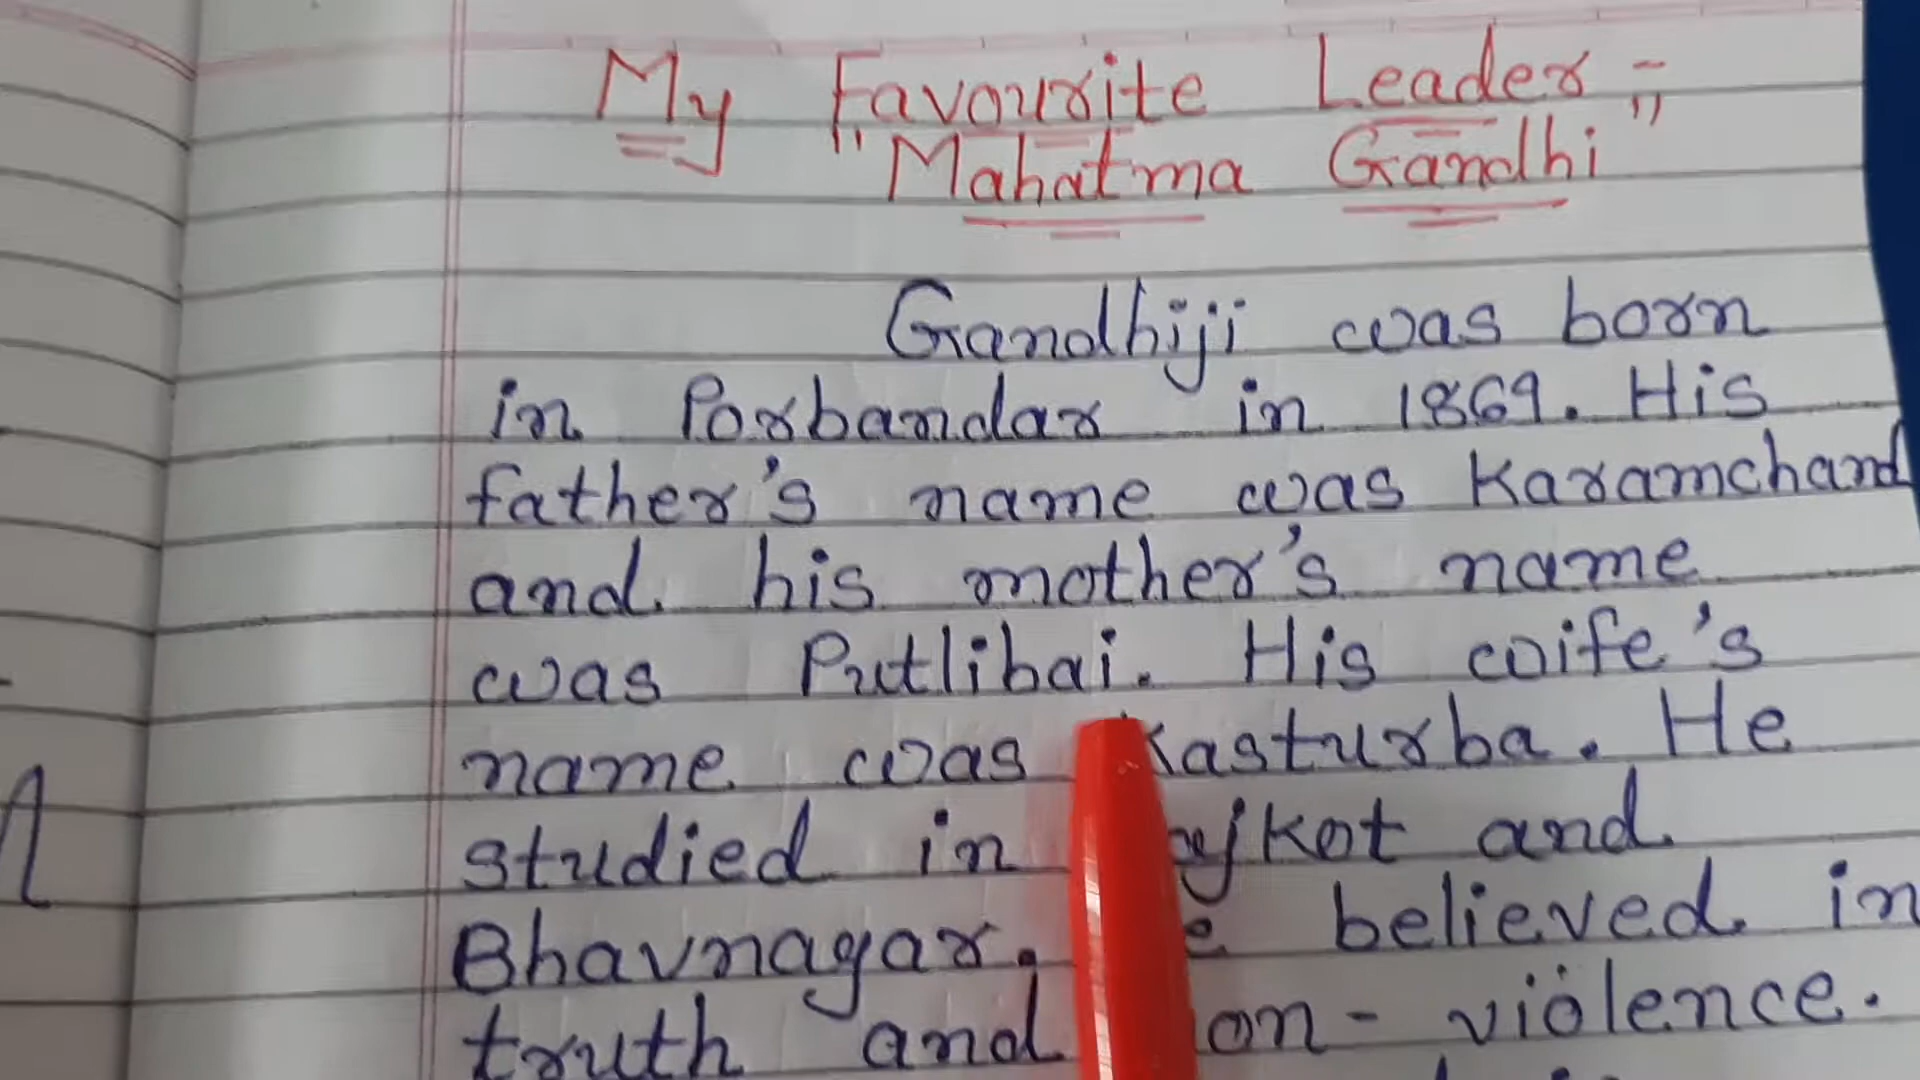 My Favourite Leader :-
"Mahatma Gandhi"
Gandhiji was born
in Porbandar in 1869. His
father's name was Karamchand
and his mother's name
was Putlibai. His wife's
name was Kasturba. He
studied in and
Bhavnagar. believed in
truth and violence.